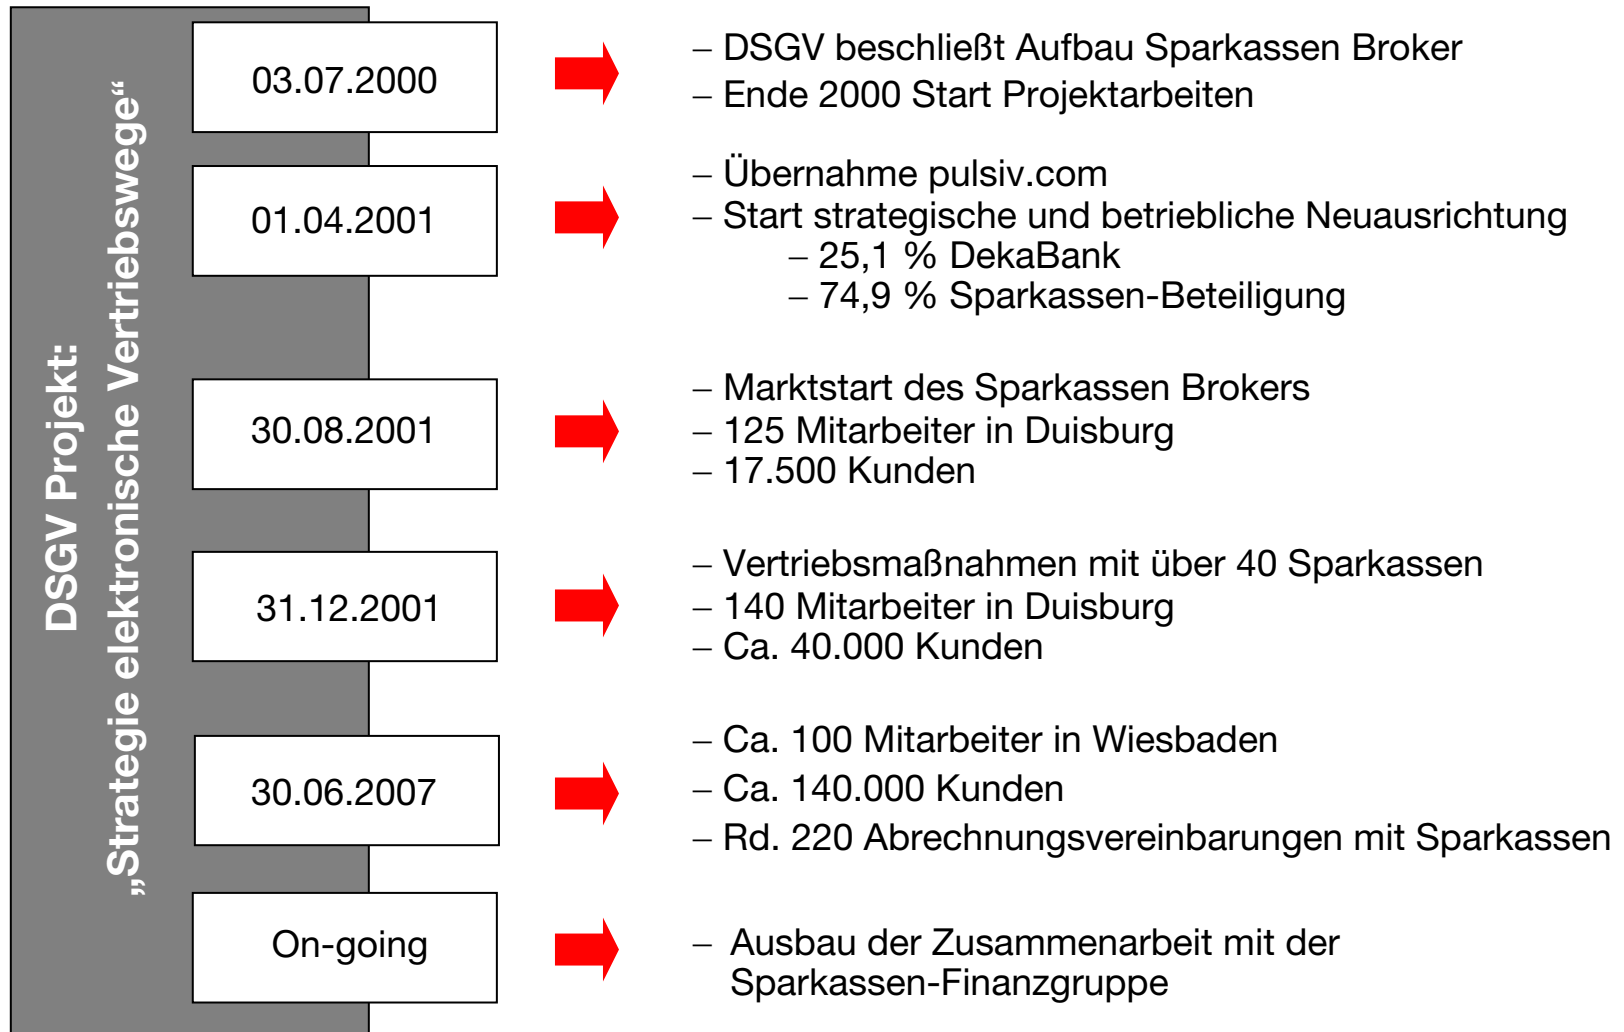 DSGV Projekt:
„Strategie elektronische Vertriebswege“
03.07.2000
– DSGV beschließt Aufbau Sparkassen Broker
– Ende 2000 Start Projektarbeiten
01.04.2001
– Übernahme pulsiv.com
– Start strategische und betriebliche Neuausrichtung
– 25,1 % DekaBank
– 74,9 % Sparkassen-Beteiligung
30.08.2001
– Marktstart des Sparkassen Brokers
– 125 Mitarbeiter in Duisburg
– 17.500 Kunden
31.12.2001
– Vertriebsmaßnahmen mit über 40 Sparkassen
– 140 Mitarbeiter in Duisburg
– Ca. 40.000 Kunden
30.06.2007
– Ca. 100 Mitarbeiter in Wiesbaden
– Ca. 140.000 Kunden
– Rd. 220 Abrechnungsvereinbarungen mit Sparkassen
On-going
– Ausbau der Zusammenarbeit mit der
Sparkassen-Finanzgruppe